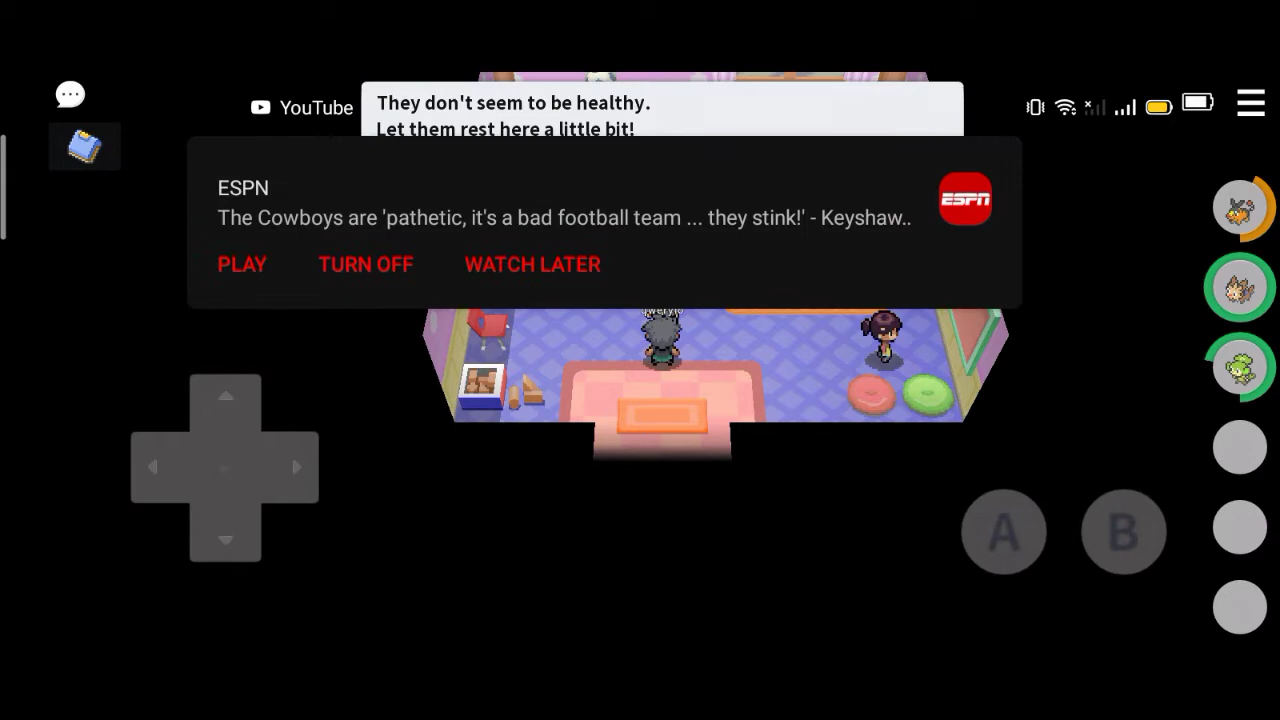 They don't seem to be healthy.
YouTube
Let them rest here a little bit!
ESPN
ESPN
The Cowboys are 'pathetic, it's a bad football team ... they stink!' - Keyshaw..
PLAY TURN OFF WATCH LATER
A B